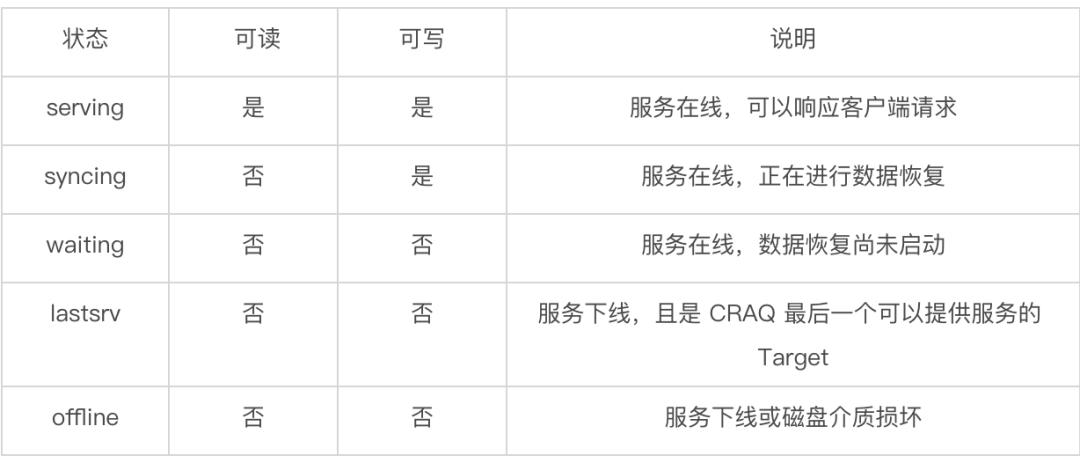 状态 可读 可写 说明
serving 是 是 服务在线，可以响应客户端请求
syncing 否 是 服务在线，正在进行数据恢复
waiting 否 否 服务在线，数据恢复尚未启动
lastsrv 否 否 服务下线，且是 CRAQ 最后一个可以提供服务的
Target
offline 否 否 服务下线或磁盘介质损坏